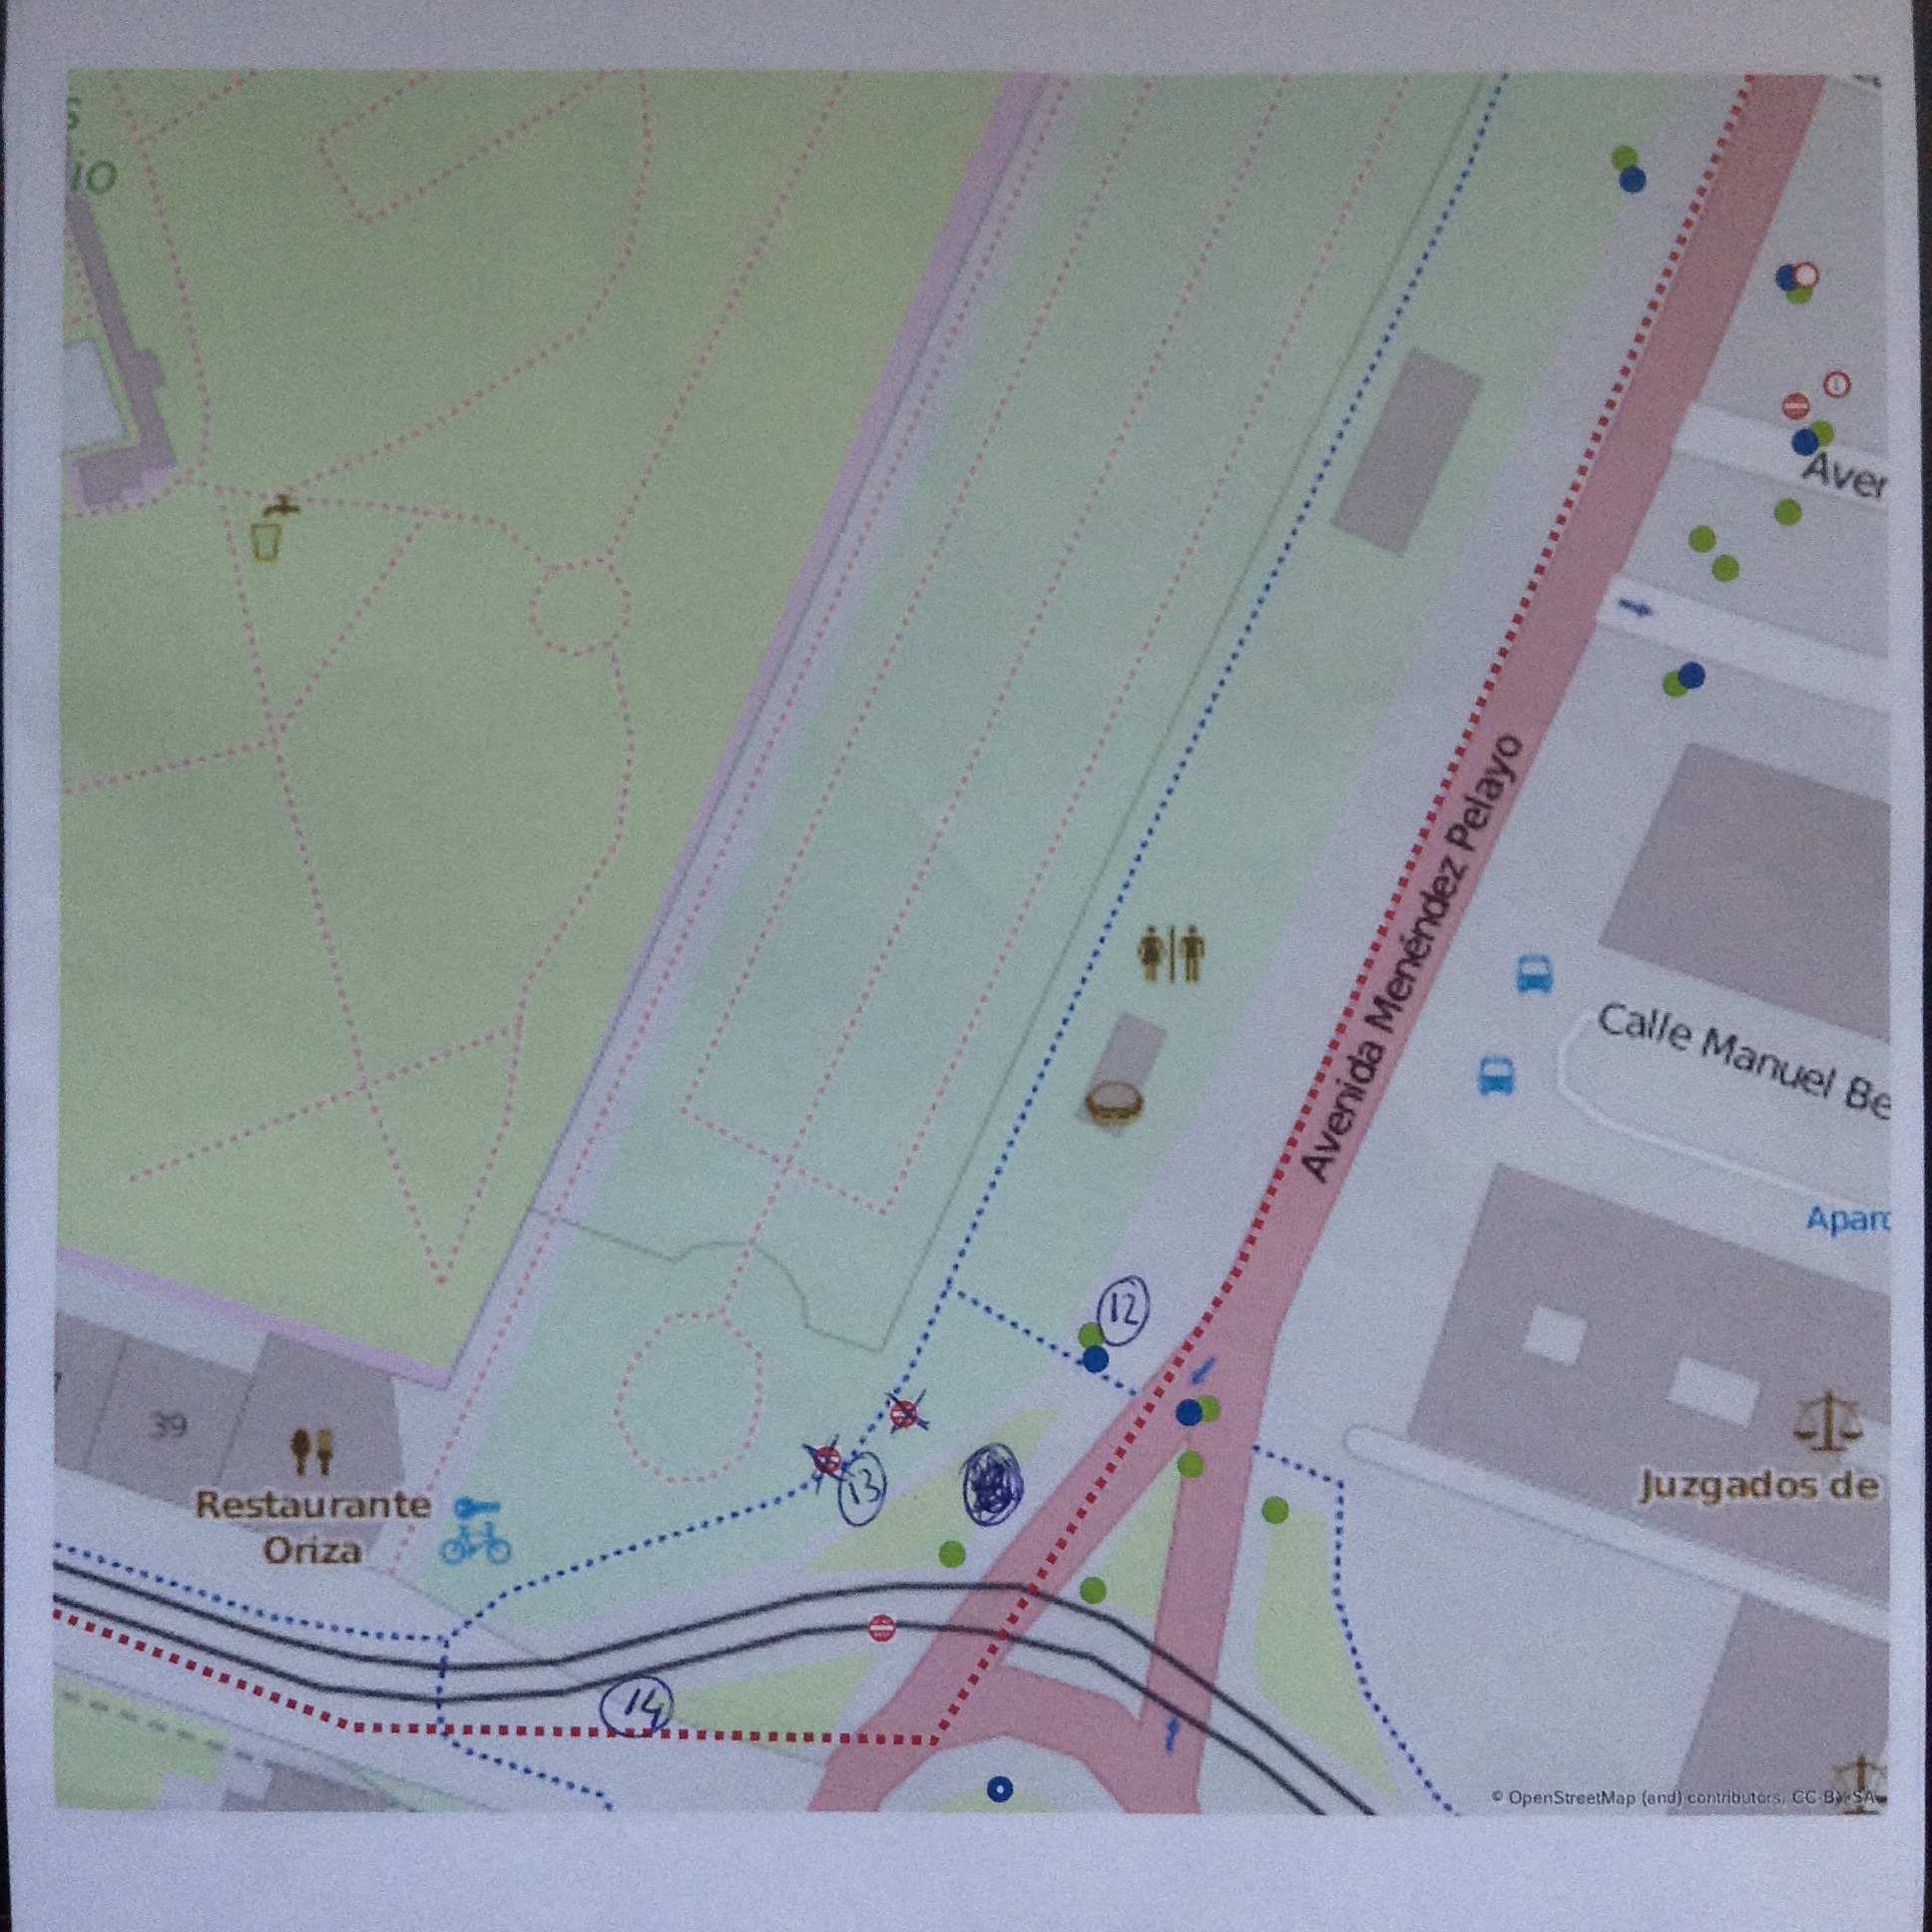 s
io
Aver
Avenida Menéndez Pelayo
Calle Manuel Be
Aparc
12
39
Restaurante
Oriza
13
Juzgados de
14
© OpenStreetMap (and) contributors, CC-BY-SA